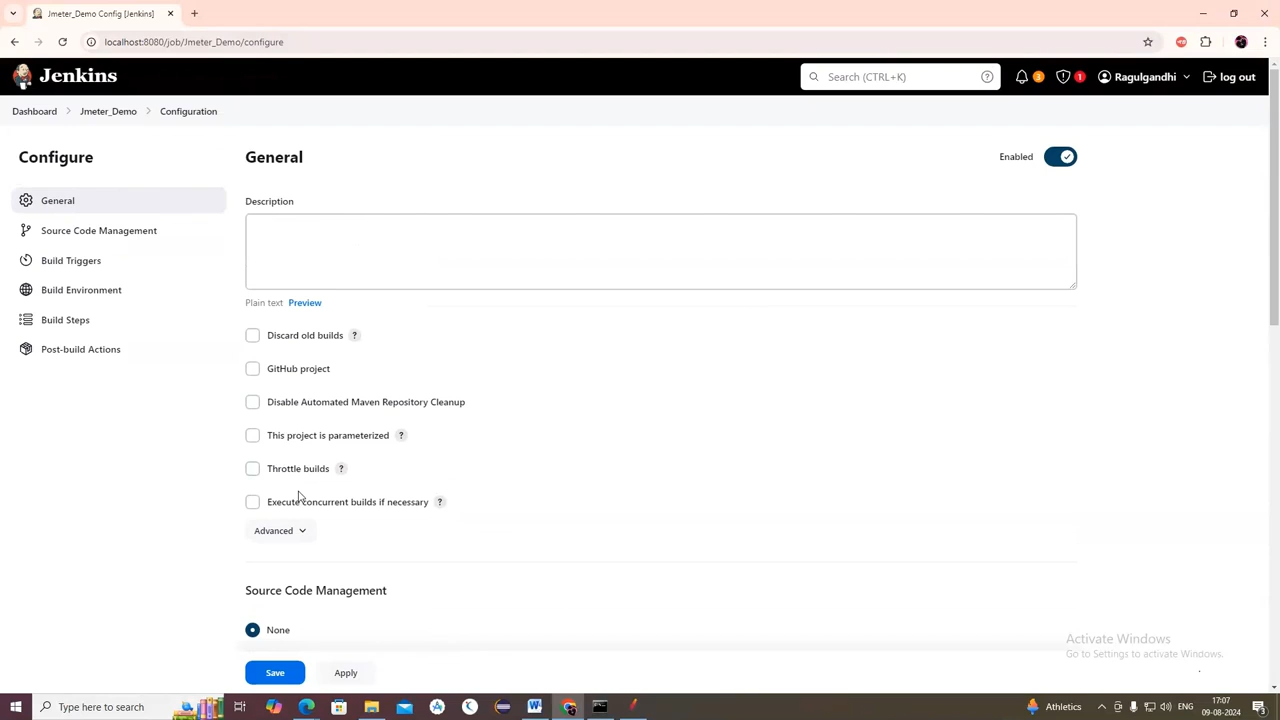 Jmeter_Demo Config [Jenkins]
localhost:8080/job/Jmeter_Demo/configure
Jenkins
Search (CTRL+K)
?
3
1
Ragulgandhi
log out
Dashboard
Jmeter_Demo
Configuration
Configure
General
Enabled
General
Source Code Management
Build Triggers
Build Environment
Build Steps
Post-build Actions
Description
Plain text Preview
Discard old builds ?
GitHub project
Disable Automated Maven Repository Cleanup
This project is parameterized ?
Throttle builds ?
Execute concurrent builds if necessary ?
Advanced
Source Code Management
None
Save
Apply
Activate Windows
Go to Settings to activate Windows.
Type here to search
Athletics
ENG
17:07
09-08-2024